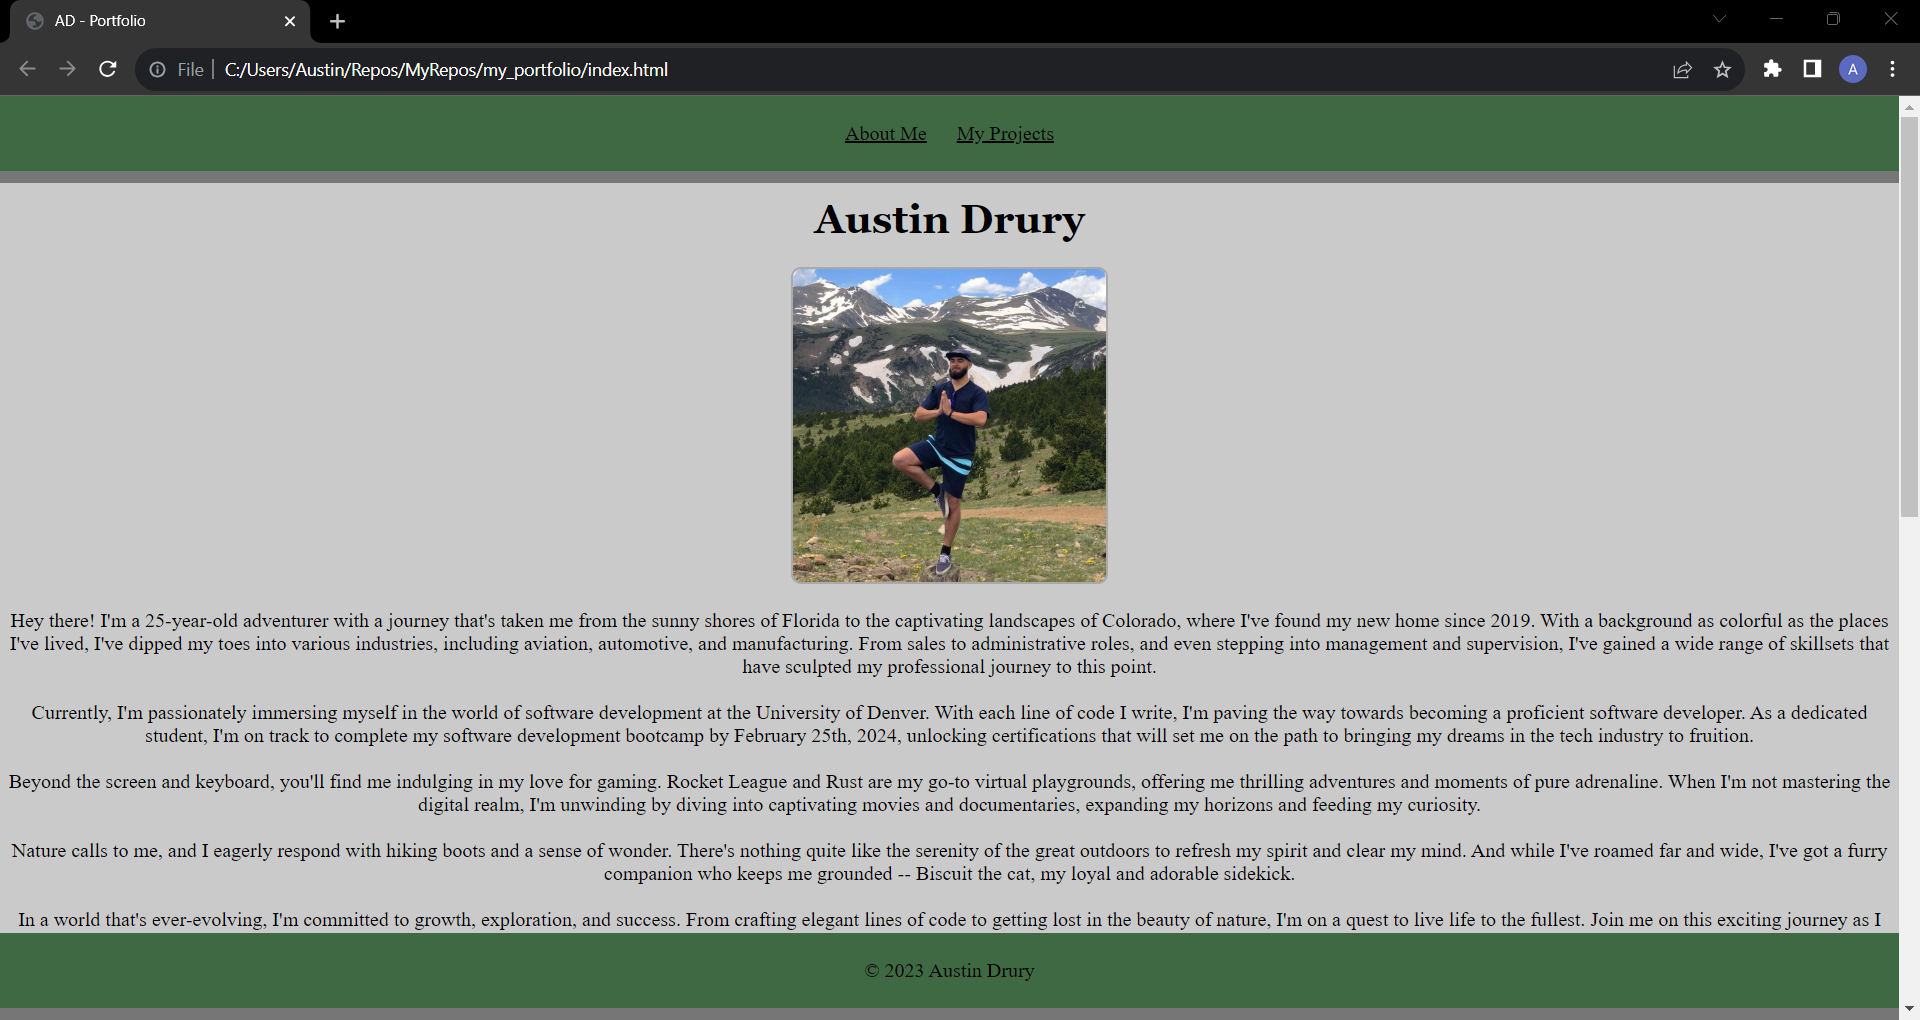 AD - Portfolio
File
C:/Users/Austin/Repos/MyRepos/my_portfolio/index.html
A
About Me
My Projects
Austin Drury
Hey there! I'm a 25-year-old adventurer with a journey that's taken me from the sunny shores of Florida to the captivating landscapes of Colorado, where I've found my new home since 2019. With a background as colorful as the places
I've lived, I've dipped my toes into various industries, including aviation, automotive, and manufacturing. From sales to administrative roles, and even stepping into management and supervision, I've gained a wide range of skillsets that
have sculpted my professional journey to this point.
Currently, I'm passionately immersing myself in the world of software development at the University of Denver. With each line of code I write, I'm paving the way towards becoming a proficient software developer. As a dedicated
student, I'm on track to complete my software development bootcamp by February 25th, 2024, unlocking certifications that will set me on the path to bringing my dreams in the tech industry to fruition.
Beyond the screen and keyboard, you'll find me indulging in my love for gaming. Rocket League and Rust are my go-to virtual playgrounds, offering me thrilling adventures and moments of pure adrenaline. When I'm not mastering the
digital realm, I'm unwinding by diving into captivating movies and documentaries, expanding my horizons and feeding my curiosity.
Nature calls to me, and I eagerly respond with hiking boots and a sense of wonder. There's nothing quite like the serenity of the great outdoors to refresh my spirit and clear my mind. And while I've roamed far and wide, I've got a furry
companion who keeps me grounded -- Biscuit the cat, my loyal and adorable sidekick.
In a world that's ever-evolving, I'm committed to growth, exploration, and success. From crafting elegant lines of code to getting lost in the beauty of nature, I'm on a quest to live life to the fullest. Join me on this exciting journey as I
© 2023 Austin Drury